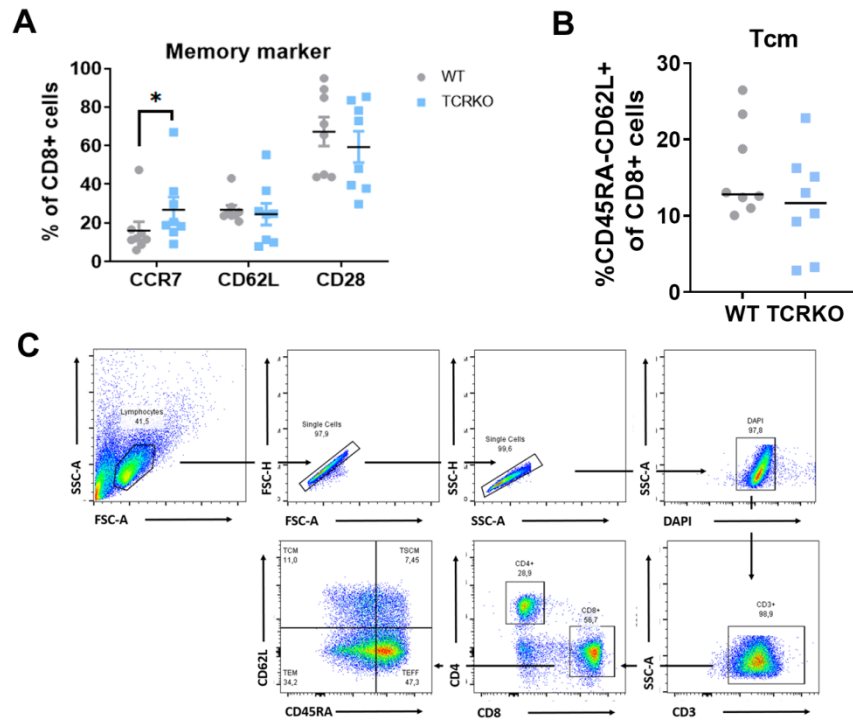 A
Memory marker
% of CD8+ cells
100
80
60
40
20
0
*
CCR7
CD62L
CD28
WT
TCRKO
B
Tcm
%CD45RA-CD62L+
of CD8+ cells
30
20
10
0
WT TCRKO
C
SSC-A
Lymphocytes
41,5
FSC-A
FSC-H
Single Cells
97,9
FSC-A
SSC-H
Single Cells
99,6
SSC-A
SSC-A
DAPI
97,8
DAPI
CD62L
TCM
11,0
TSCM
7,45
TEM
34,2
TEFF
47,3
CD45RA
CD4
CD4+
28,9
CD8+
56,7
CD8
SSC-A
CD3+
98,9
CD3